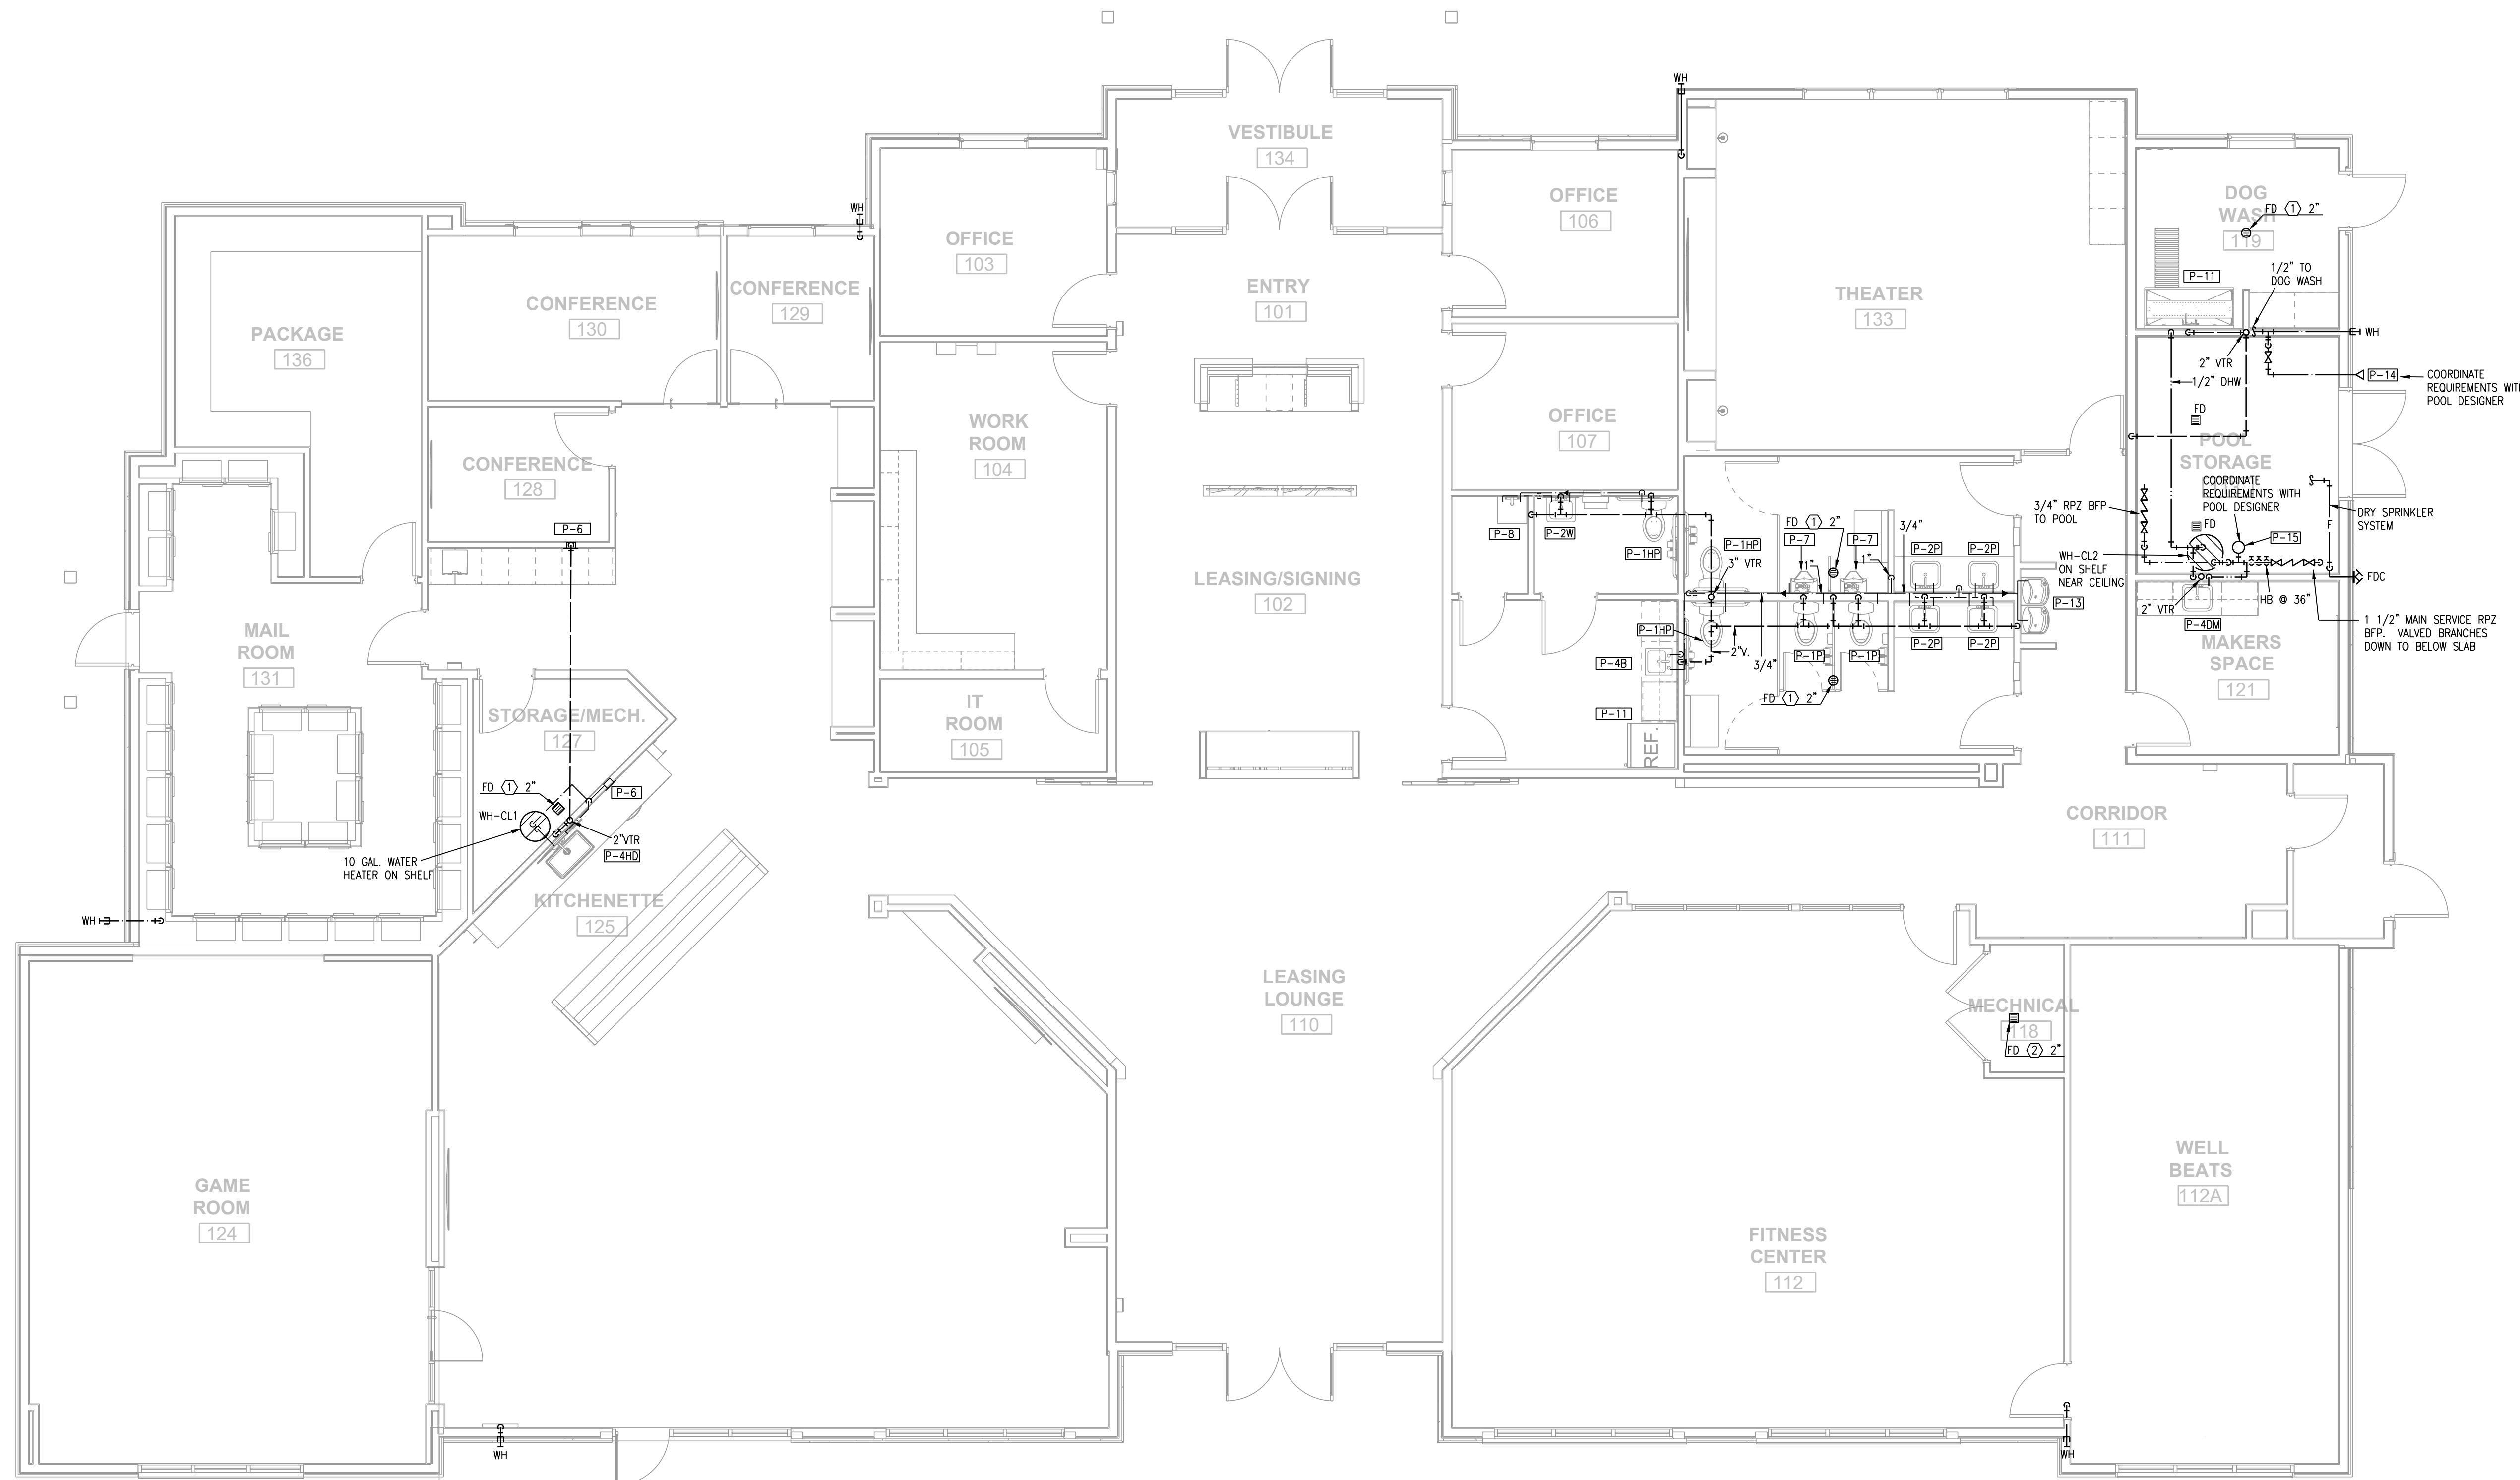 WH
VESTIBULE
134
WH
OFFICE
103
OFFICE
106
DOG
WASH
119
FD 1 2"
P-11
1/2" TO
DOG WASH
CONFERENCE
130
CONFERENCE
129
ENTRY
101
THEATER
133
PACKAGE
136
WH
2" VTR
1/2" DHW
P-14
COORDINATE
REQUIREMENTS WITH
POOL DESIGNER
FD
WORK
ROOM
104
OFFICE
107
POOL
STORAGE
CONFERENCE
128
COORDINATE
REQUIREMENTS WITH
POOL DESIGNER
3/4" RPZ BFP
TO POOL
DRY SPRINKLER
SYSTEM
F
FD
P-15
P-6
P-8
P-2W
P-1HP
P-1HP
FD 1 2"
P-7
P-7
3/4"
1"
1"
P-2P
P-2P
3" VTR
WH-CL2
ON SHELF
NEAR CEILING
FDC
LEASING/SIGNING
102
P-13
2" VTR
HB @ 36"
P-4DM
1 1/2" MAIN SERVICE RPZ
BFP. VALVED BRANCHES
DOWN TO BELOW SLAB
MAIL
ROOM
131
P-1HP
P-4B
2"V.
3/4"
P-1P
P-1P
P-2P
P-2P
MAKERS
SPACE
121
FD 1 2"
P-11
REF.
STORAGE/MECH.
127
IT
ROOM
105
FD 1 2"
P-6
WH-CL1
2"VTR
P-4HD
10 GAL. WATER
HEATER ON SHELF
CORRIDOR
111
KITCHENETTE
125
WH
LEASING
LOUNGE
110
MECHNICAL
118
FD 2 2"
GAME
ROOM
124
WELL
BEATS
112A
FITNESS
CENTER
112
WH
WH